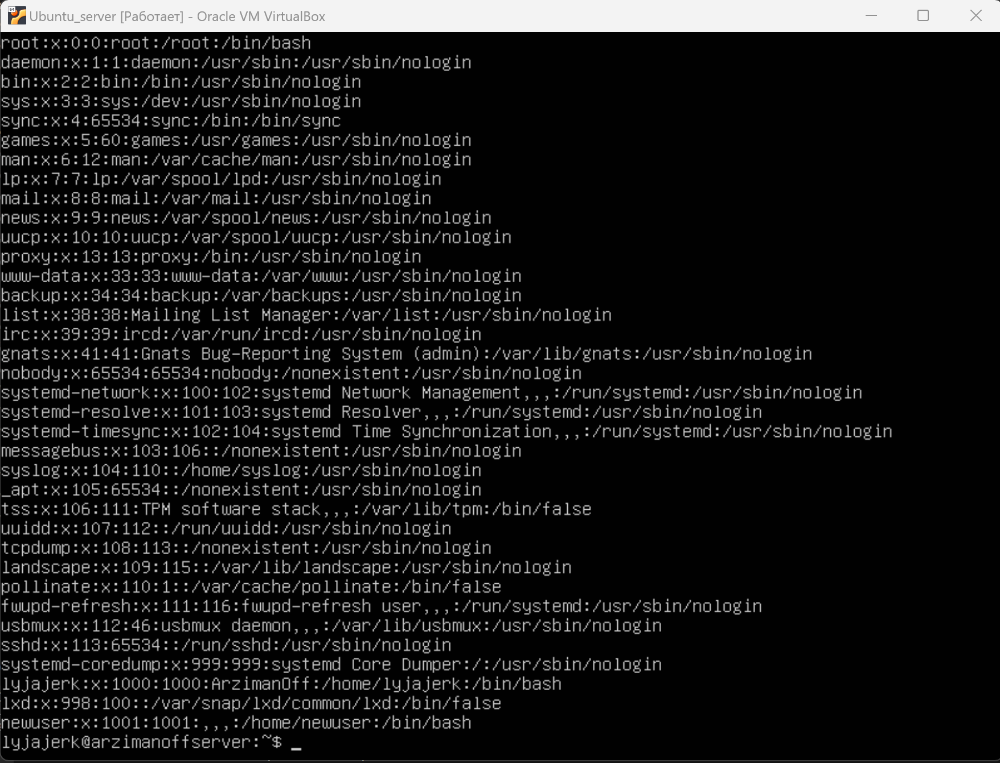 64
Ubuntu_server [Работает] - Oracle VM VirtualBox
root:x:0:0:root:/root:/bin/bash
daemon:x:1:1:daemon:/usr/sbin:/usr/sbin/nologin
bin:x:2:2:bin:/bin:/usr/sbin/nologin
sys:x:3:3:sys:/dev:/usr/sbin/nologin
sync:x:4:65534:sync:/bin:/bin/sync
games:x:5:60:games:/usr/games:/usr/sbin/nologin
man:x:6:12:man:/var/cache/man:/usr/sbin/nologin
lp:x:7:7:lp:/var/spool/lpd:/usr/sbin/nologin
mail:x:8:8:mail:/var/mail:/usr/sbin/nologin
news:x:9:9:news:/var/spool/news:/usr/sbin/nologin
uucp:x:10:10:uucp:/var/spool/uucp:/usr/sbin/nologin
proxy:x:13:13:proxy:/bin:/usr/sbin/nologin
www-data:x:33:33:www-data:/var/www:/usr/sbin/nologin
backup:x:34:34:backup:/var/backups:/usr/sbin/nologin
list:x:38:38:Mailing List Manager:/var/list:/usr/sbin/nologin
irc:x:39:39:ircd:/var/run/ircd:/usr/sbin/nologin
gnats:x:41:41:Gnats Bug-Reporting System (admin):/var/lib/gnats:/usr/sbin/nologin
nobody:x:65534:65534:nobody:/nonexistent:/usr/sbin/nologin
systemd-network:x:100:102:systemd Network Management,,,:/run/systemd:/usr/sbin/nologin
systemd-resolve:x:101:103:systemd Resolver,,,:/run/systemd:/usr/sbin/nologin
systemd-timesync:x:102:104:systemd Time Synchronization,,,:/run/systemd:/usr/sbin/nologin
messagebus:x:103:106::/nonexistent:/usr/sbin/nologin
syslog:x:104:110::/home/syslog:/usr/sbin/nologin
_apt:x:105:65534::/nonexistent:/usr/sbin/nologin
tss:x:106:111:TPM software stack,,,:/var/lib/tpm:/bin/false
uuidd:x:107:112::/run/uuidd:/usr/sbin/nologin
tcpdump:x:108:113::/nonexistent:/usr/sbin/nologin
landscape:x:109:115::/var/lib/landscape:/usr/sbin/nologin
pollinate:x:110:1::/var/cache/pollinate:/bin/false
fwupd-refresh:x:111:116:fwupd-refresh user,,,:/run/systemd:/usr/sbin/nologin
usbmux:x:112:46:usbmux daemon,,,:/var/lib/usbmux:/usr/sbin/nologin
sshd:x:113:65534::/run/sshd:/usr/sbin/nologin
systemd-coredump:x:999:999:systemd Core Dumper:/:/usr/sbin/nologin
lyjajerk:x:1000:1000:ArzimanOff:/home/lyjajerk:/bin/bash
lxd:x:998:100::/var/snap/lxd/common/lxd:/bin/false
newuser:x:1001:1001:,,,:/home/newuser:/bin/bash
lyjajerk@arzimanoffserver:~$ _